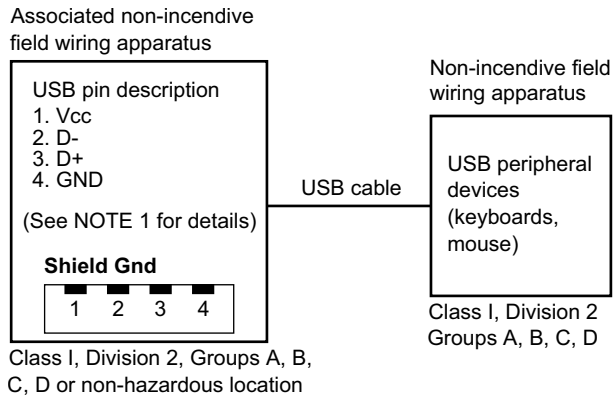 Associated non-incendive
field wiring apparatus
USB pin description
1. Vcc
2. D-
3. D+
4. GND
(See NOTE 1 for details)
Shield Gnd
1 2 3 4
Class I, Division 2, Groups A, B,
C, D or non-hazardous location
USB cable
Non-incendive field
wiring apparatus
USB peripheral
devices
(keyboards,
mouse)
Class I, Division 2
Groups A, B, C, D